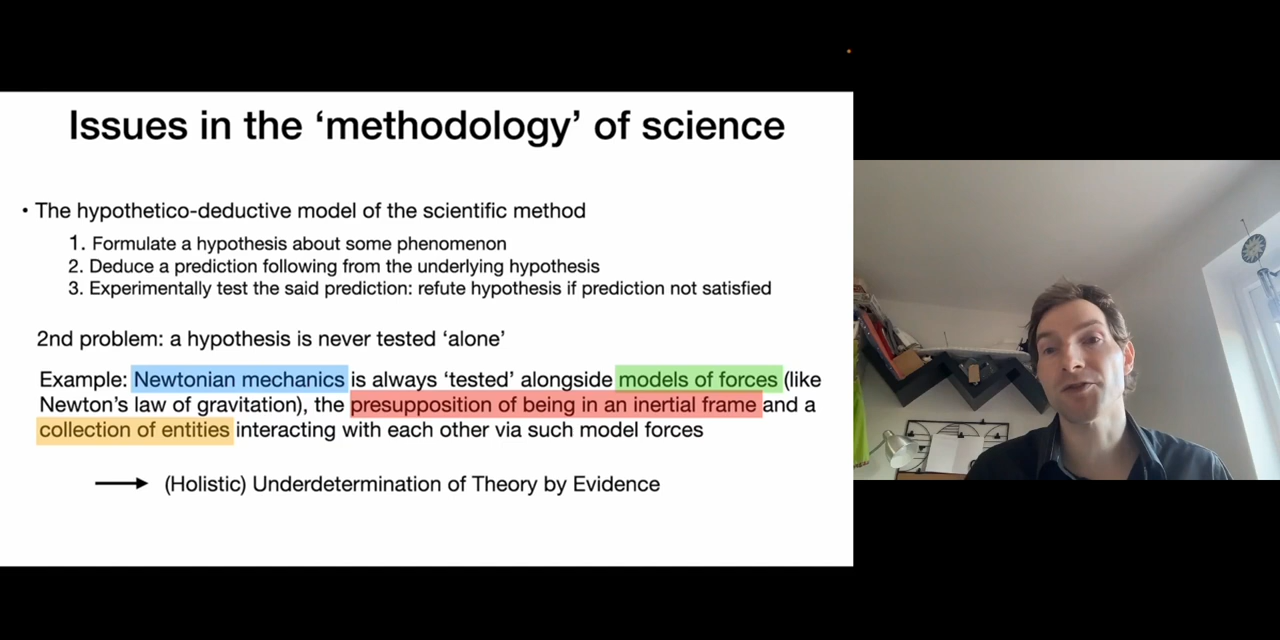 Issues in the ‘methodology’ of science
• The hypothetico-deductive model of the scientific method
1. Formulate a hypothesis about some phenomenon
2. Deduce a prediction following from the underlying hypothesis
3. Experimentally test the said prediction: refute hypothesis if prediction not satisfied
2nd problem: a hypothesis is never tested ‘alone’
Example: Newtonian mechanics is always ‘tested’ alongside models of forces (like
Newton’s law of gravitation), the presupposition of being in an inertial frame and a
collection of entities interacting with each other via such model forces
(Holistic) Underdetermination of Theory by Evidence